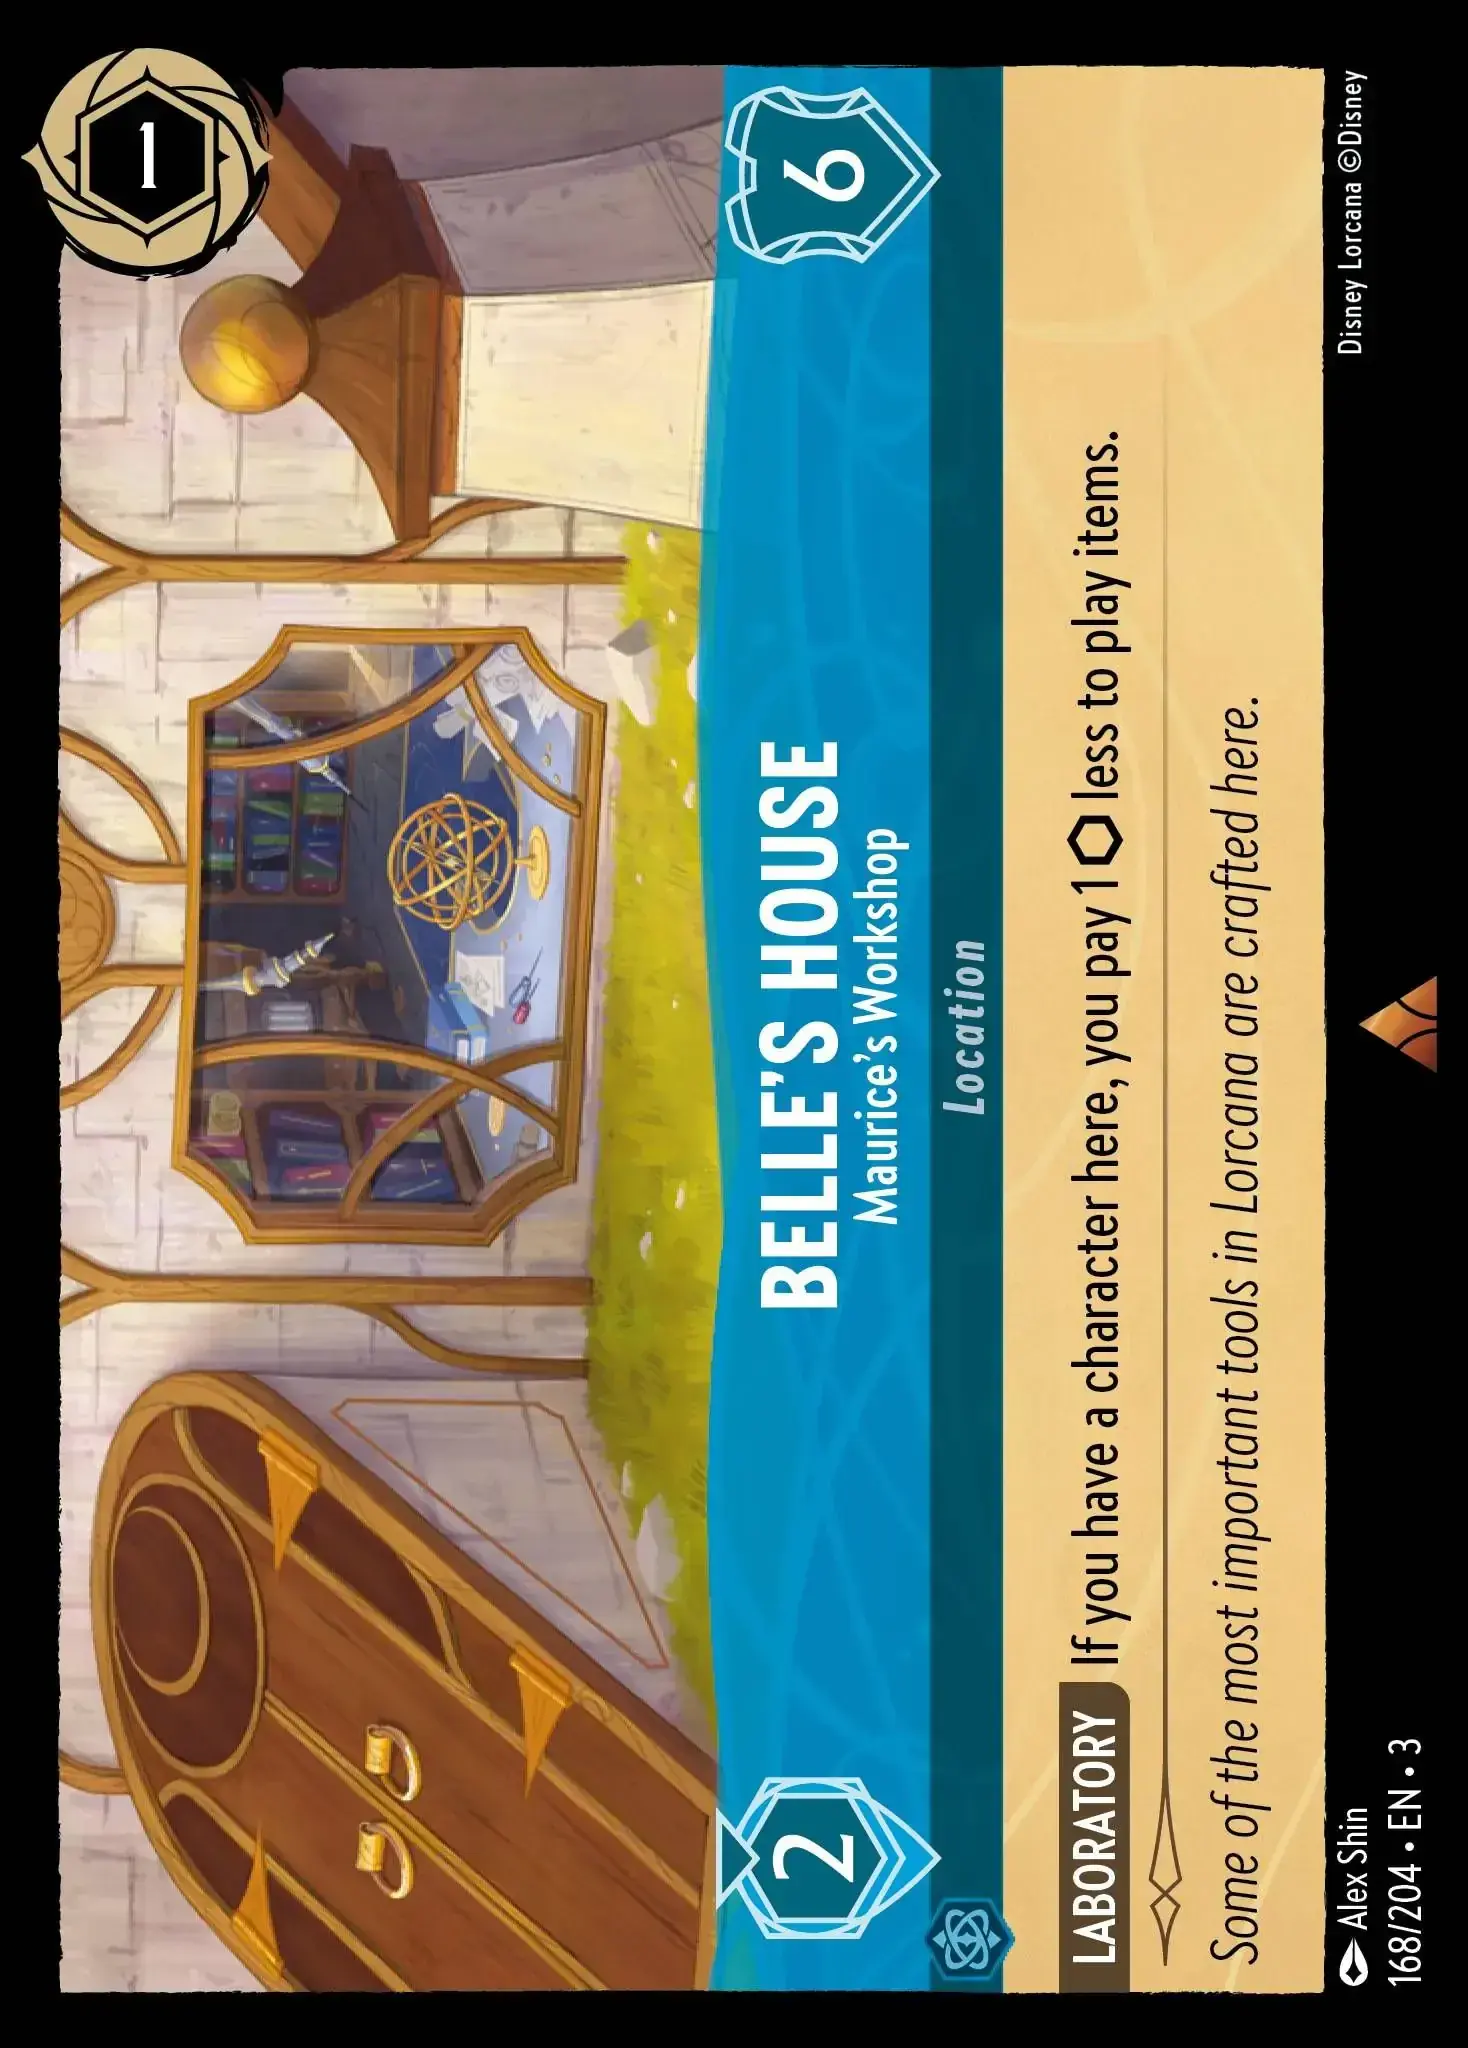 1
2
6
BELLE'S HOUSE
Maurice's Workshop
Location
LABORATORY If you have a character here, you pay 1 ⬡ less to play items.
Some of the most important tools in Lorcana are crafted here.
Alex Shin
168/204 • EN • 3
Disney Lorcana ©Disney